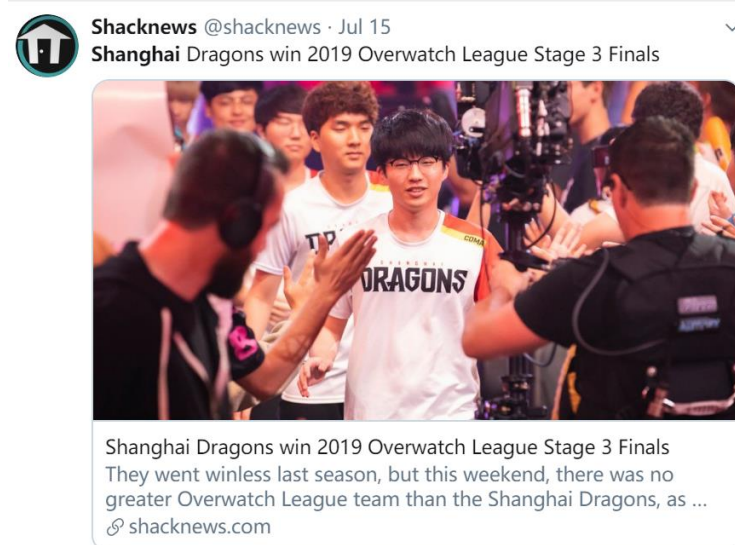 Shacknews @shacknews · Jul 15
Shanghai Dragons win 2019 Overwatch League Stage 3 Finals
COMA
SHANGHAI
DRAGONS
Shanghai Dragons win 2019 Overwatch League Stage 3 Finals
They went winless last season, but this weekend, there was no
greater Overwatch League team than the Shanghai Dragons, as ...
shacknews.com